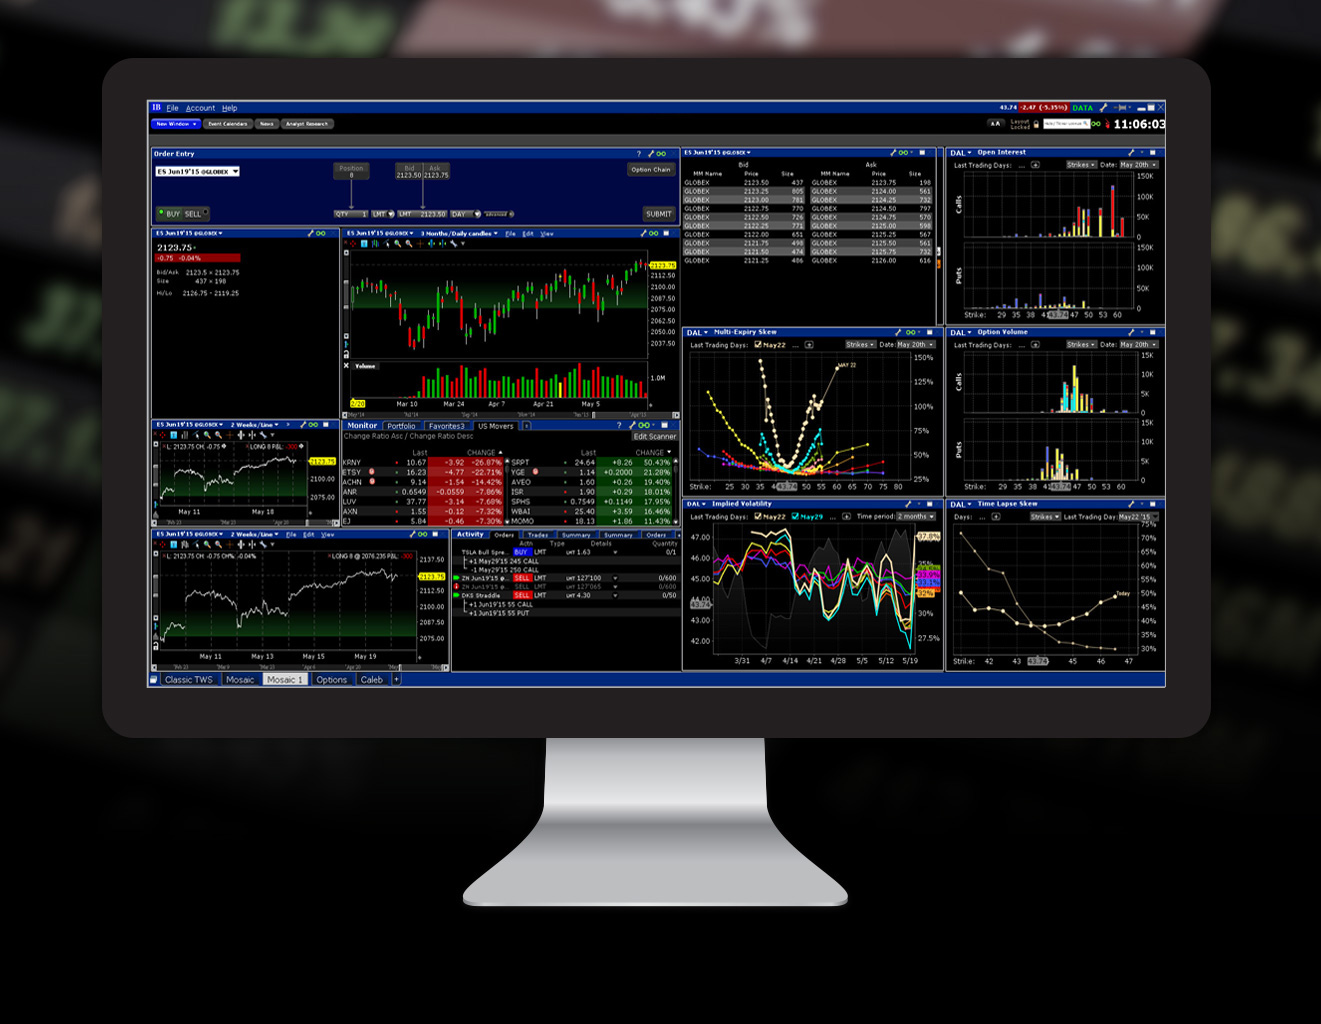 IB File Account Help
43.74 -2.47 (-5.35%) DATA
New Window Event Calendars News Analyst Research
Layout Locked
11:06:03
Order Entry
ES Jun19'15 @GLOBEX
Position
0
Bid Ask
2123.50 2123.75
Option Chain
BUY SELL
QTY 1 LMT LMT 2123.50 DAY advanced
SUBMIT
ES Jun19'15 @GLOBEX
2123.75
-0.75 -0.04%
Bid/Ask 2123.5 × 2123.75
Size 437 × 198
Hi/Lo 2126.75 - 2119.25
ES Jun19'15 @GLOBEX 3 Months/Daily candles File Edit View
2123.75
2112.50
2100.00
2087.50
2075.00
2062.50
2050.00
2037.50
Volume
1.0M
2/20 Mar 10 Mar 24 Apr 7 Apr 21 May 5
ES Jun19'15 @GLOBEX
Bid Ask
MM Name Price Size MM Name Price Size
GLOBEX 2123.50 437 GLOBEX 2123.75 198
GLOBEX 2123.25 805 GLOBEX 2124.00 561
GLOBEX 2123.00 781 GLOBEX 2124.25 732
GLOBEX 2122.75 770 GLOBEX 2124.50 797
GLOBEX 2122.50 726 GLOBEX 2124.75 570
GLOBEX 2122.25 771 GLOBEX 2125.00 598
GLOBEX 2122.00 651 GLOBEX 2125.25 567
GLOBEX 2121.75 498 GLOBEX 2125.50 561
GLOBEX 2121.50 474 GLOBEX 2125.75 732
GLOBEX 2121.25 486 GLOBEX 2126.00 616
DAL Open Interest
Last Trading Days: ... + Strikes Date: May 20th
Calls
150K
100K
50K
0
Puts
150K
100K
50K
0
Strike: 29 35 38 41 43.74 47 50 53 56 60
DAL Multi-Expiry Skew
Last Trading Days: May22 ... + Strikes Date: May 20th
MAY 22
150%
125%
100%
75%
50%
25%
Strike: 25 30 35 43.74 50 55 60 65 70 75 80
DAL Option Volume
Last Trading Days: ... + Strikes Date: May 20th
Calls
15K
10K
5K
0
Puts
15K
10K
5K
0
Strike: 29 35 38 41 43.74 47 50 53 56 60
ES Jun19'15 @GLOBEX 2 Weeks/Line
L: 2123.75 CH: -0.75 LONG 8 P&L: -300
2123.75
2100.00
2075.00
May 11 May 18
Monitor Portfolio Favorites3 US Movers +
Change Ratio Asc / Change Ratio Desc Edit Scanner
Last CHANGE Last CHANGE
KRNY 10.67 -3.92 -26.87% SRPT 24.64 +8.26 50.43%
ETSY 16.23 -4.77 -22.71% YGE 1.14 +0.2000 21.28%
ACHN 9.14 -1.54 -14.42% AVEO 1.60 +0.26 19.40%
ANR 0.6549 -0.0559 -7.86% ISR 1.90 +0.29 18.01%
LUV 37.77 -3.14 -7.68% SPHS 0.7549 +0.1149 17.95%
AXN 1.55 -0.12 -7.32% WBAI 25.40 +3.59 16.46%
EJ 5.84 -0.46 -7.30% MOMO 18.13 +1.86 11.43%
ES Jun19'15 @GLOBEX 2 Weeks/Line File Edit View
L: 2123.75 CH: -0.75 CH%: -0.04% LONG 8 @ 2076.235 P&L: -300
2137.50
2123.75
2112.50
2100.00
2087.50
2075.00
May 11 May 13 May 15 May 19
Activity Orders Trades Summary Summary Orders +
Actn Type Details Quantity
TSLA Bull Spre... BUY LMT LMT 1.63 0/1
+1 May29'15 245 CALL
-1 May29'15 250 CALL
ZN Jun19'15 @... SELL LMT LMT 127'100 0/600
ZN Jun19'15 @... SELL LMT LMT 127'065 0/600
DKS Straddle SELL LMT LMT 4.30 0/50
+1 Jun19'15 55 CALL
+1 Jun19'15 55 PUT
DAL Implied Volatility
Last Trading Days: May22 May29 ... + Time period: 2 months
47.00
46.00
45.00
44.00
43.74
43.00
42.00
37.8%
32%
30%
27.5%
3/31 4/7 4/14 4/21 4/28 5/5 5/12 5/19
DAL Time Lapse Skew
Days: ... + Strikes Last Trading Day: May22 '15
Today
75%
70%
65%
60%
55%
50%
45%
40%
35%
30%
Strike: 42 43 43.74 45 46 47
Classic TWS Mosaic Mosaic 1 Options Caleb +